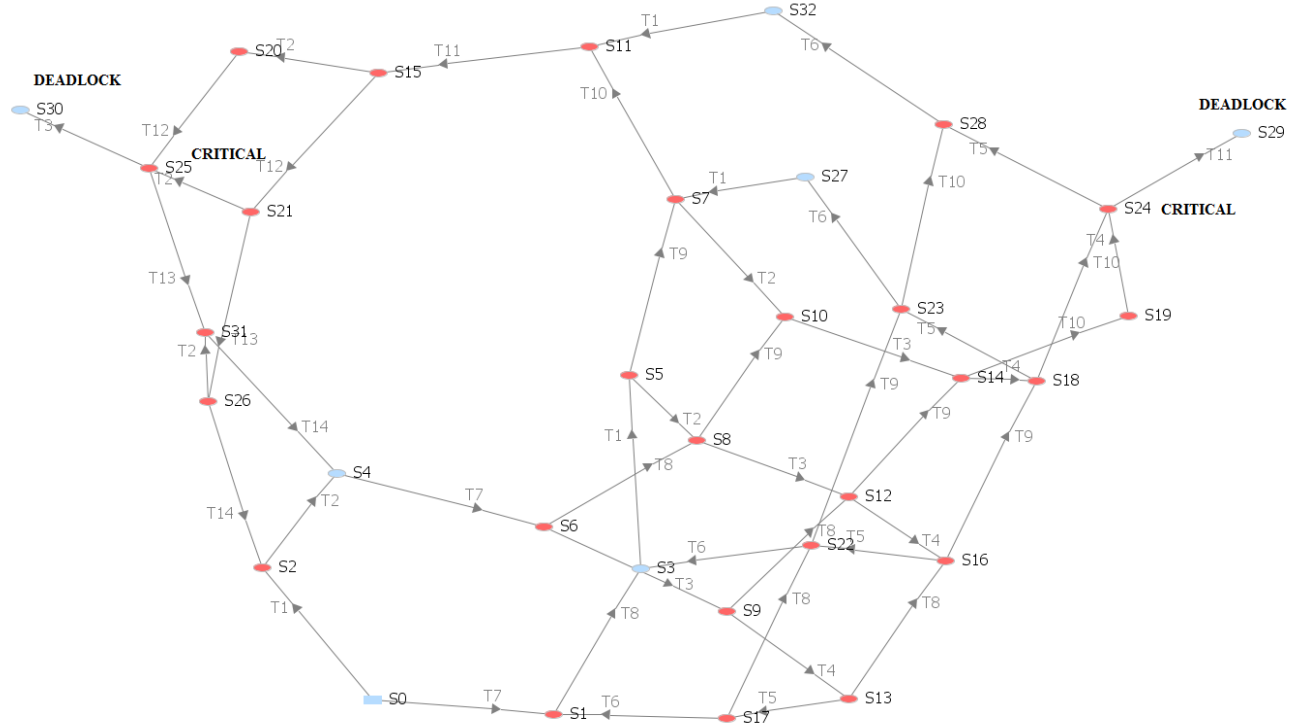 S32
T1
S11
T2
S20
T11
S15
T6
DEADLOCK
S30
T3
T10
DEADLOCK
S29
S28
T12
CRITICAL
T12
S25
T2
T5
T11
S27
T1
S7
T10
S21
S24
CRITICAL
T6
T4
T9
T10
T13
T2
S10
S23
S19
T10
S31
T13
T5
T2
T3
T9
T4
S5
S14
S18
S26
T2
T14
T1
S8
T9
T9
T9
T8
T3
S4
T2
T7
S12
S6
T14
T8
T4
S22
T5
T6
S16
S2
S3
T3
T8
T8
T1
T8
S9
T4
S0
T7
T6
T5
S13
S1
S17